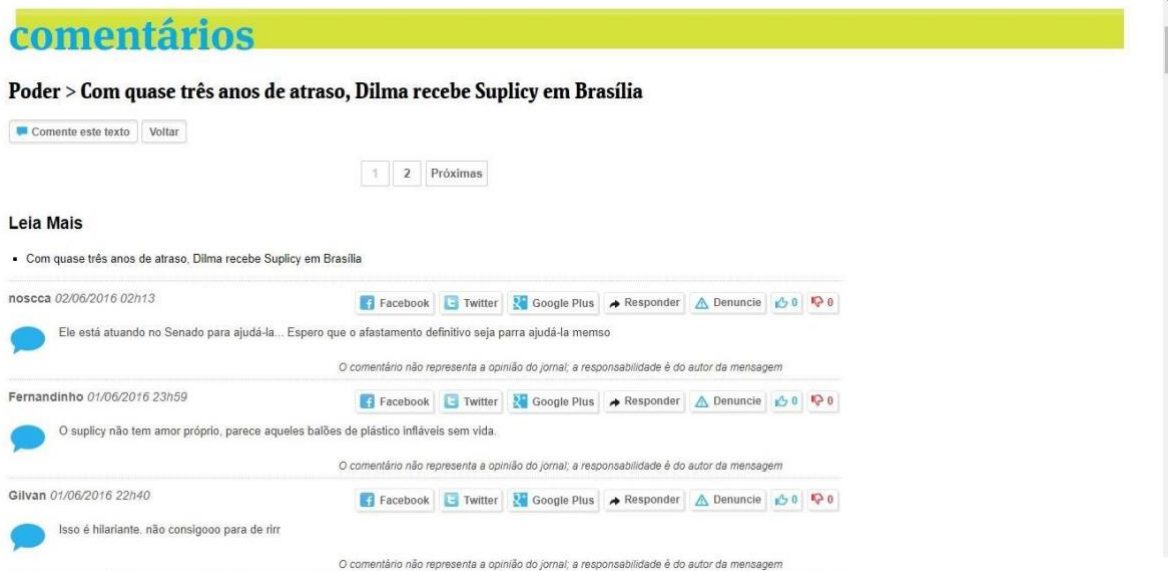 comentários
Poder > Com quase três anos de atraso, Dilma recebe Suplicy em Brasília
Comente este texto Voltar
1 2 Próximas
Leia Mais
Com quase três anos de atraso, Dilma recebe Suplicy em Brasília
noscca 02/06/2016 02h13 Facebook Twitter Google Plus Responder Denuncie 0 0
Ele está atuando no Senado para ajudá-la... Espero que o afastamento definitivo seja parra ajudá-la memso
O comentário não representa a opinião do jornal; a responsabilidade é do autor da mensagem
Fernandinho 01/06/2016 23h59 Facebook Twitter Google Plus Responder Denuncie 0 0
O suplicy não tem amor próprio, parece aqueles balões de plástico infláveis sem vida.
O comentário não representa a opinião do jornal; a responsabilidade é do autor da mensagem
Gilvan 01/06/2016 22h40 Facebook Twitter Google Plus Responder Denuncie 0 0
Isso é hilariante. não consigooo para de rirr
O comentário não representa a opinião do jornal; a responsabilidade é do autor da mensagem